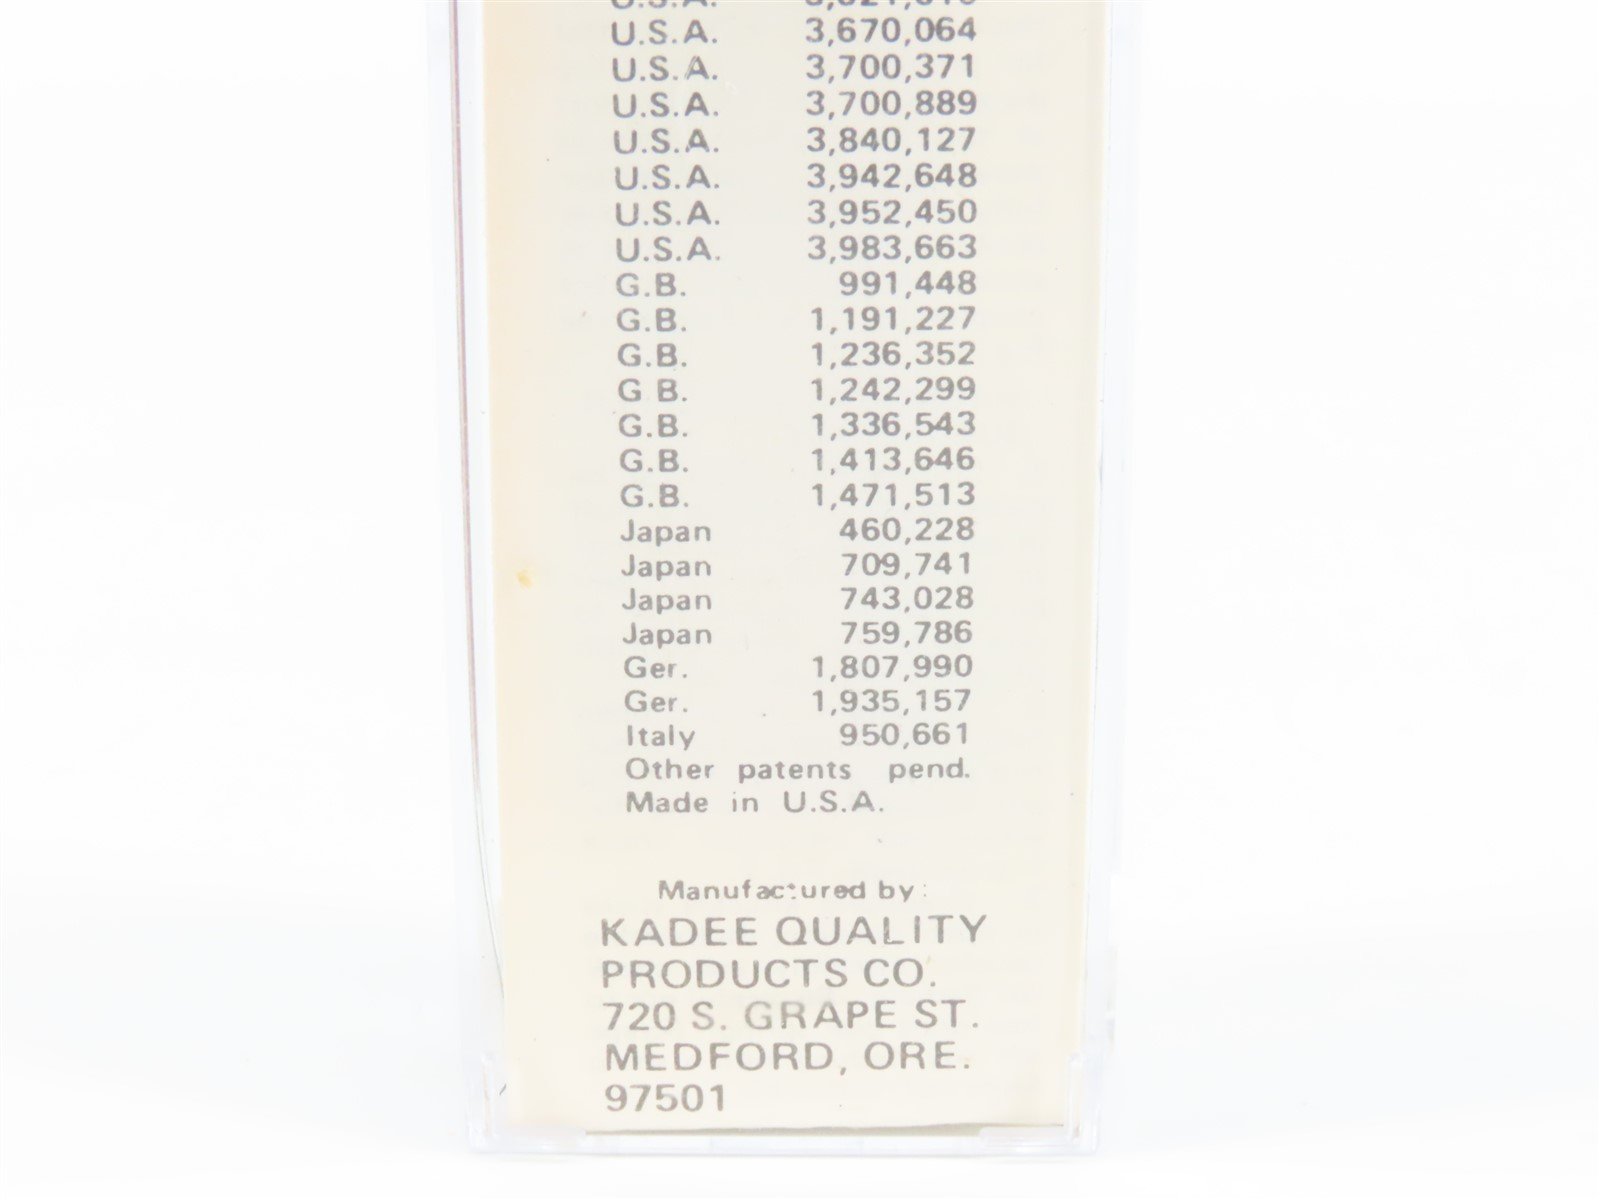 U.S.A. 3,670,064
U.S.A. 3,700,371
U.S.A. 3,700,889
U.S.A. 3,840,127
U.S.A. 3,942,648
U.S.A. 3,952,450
U.S.A. 3,983,663
G.B. 991,448
G.B. 1,191,227
G.B. 1,236,352
G B. 1,242,299
G.B. 1,336,543
G.B. 1,413,646
G.B. 1,471,513
Japan 460,228
Japan 709,741
Japan 743,028
Japan 759,786
Ger. 1,807,990
Ger. 1,935,157
Italy 950,661
Other patents pend.
Made in U.S.A.
Manufactured by:
KADEE QUALITY
PRODUCTS CO.
720 S. GRAPE ST.
MEDFORD, ORE.
97501